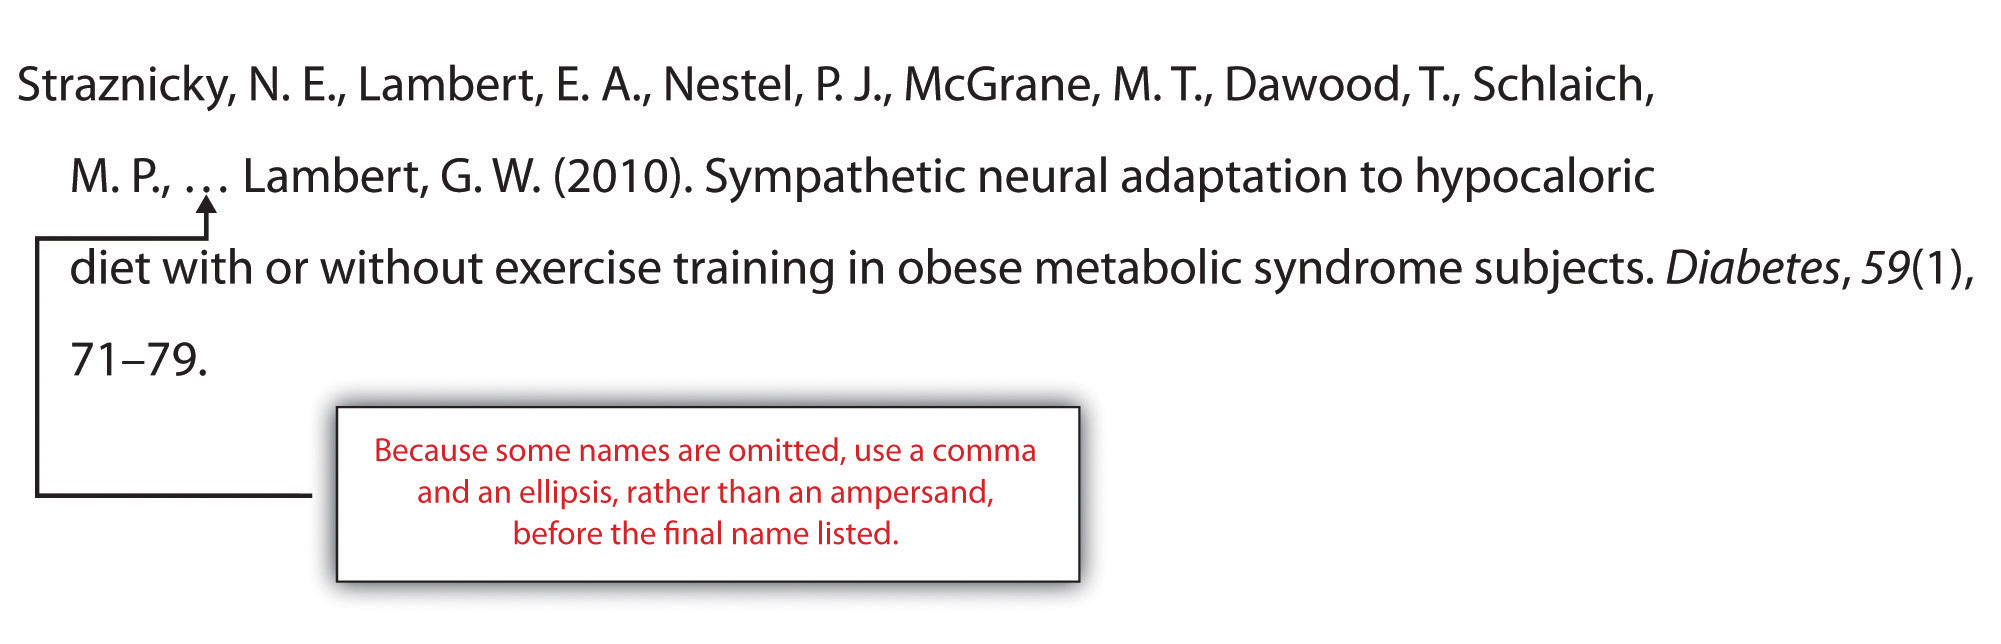 Straznicky, N. E., Lambert, E. A., Nestel, P. J., McGrane, M. T., Dawood, T., Schlaich,
M. P., … Lambert, G. W. (2010). Sympathetic neural adaptation to hypocaloric
diet with or without exercise training in obese metabolic syndrome subjects. Diabetes, 59(1),
71–79.
Because some names are omitted, use a comma
and an ellipsis, rather than an ampersand,
before the final name listed.